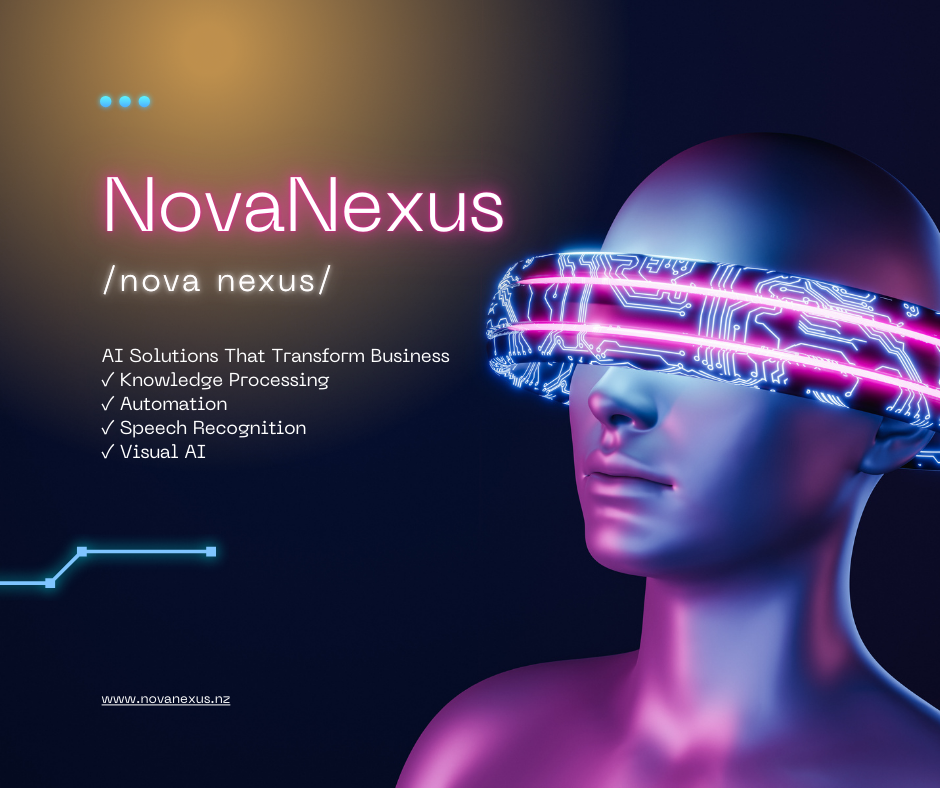 NovaNexus
/nova nexus/
AI Solutions That Transform Business
✓ Knowledge Processing
✓ Automation
✓ Speech Recognition
✓ Visual AI
www.novanexus.nz